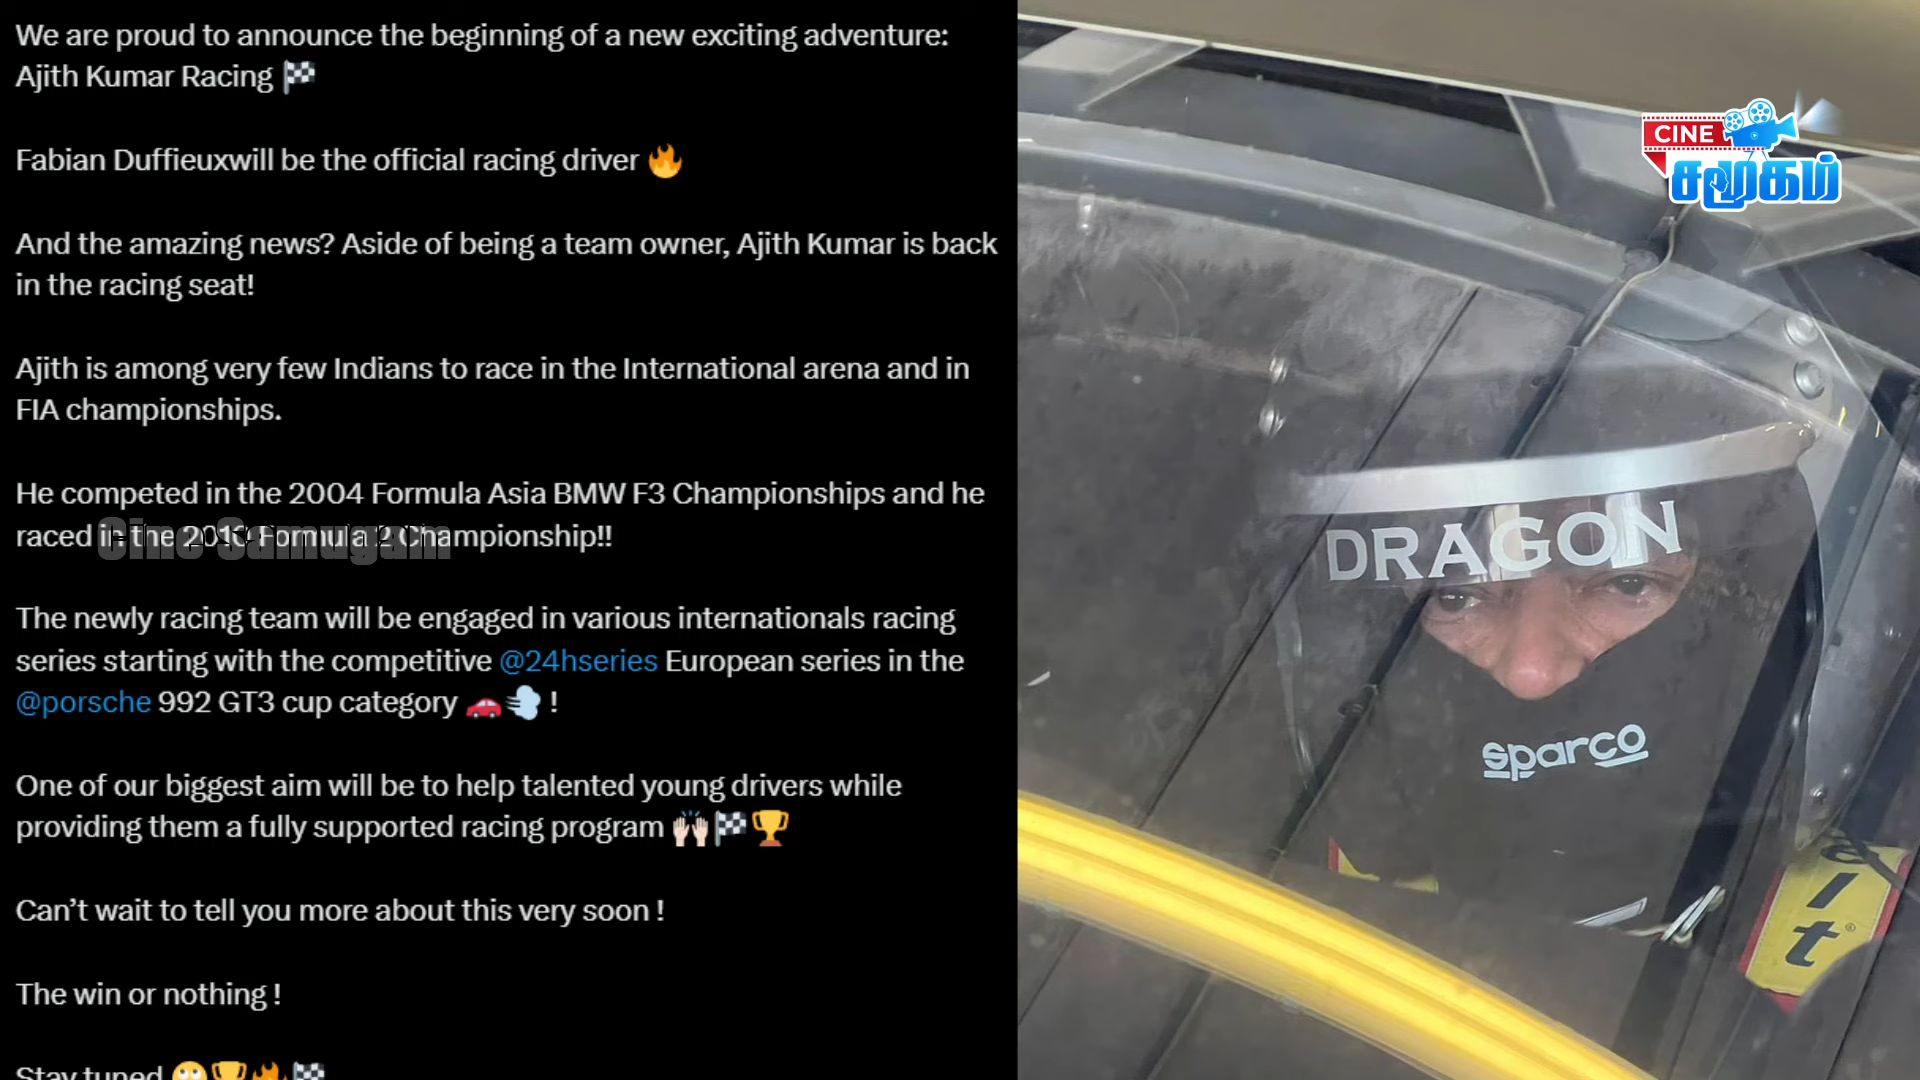 We are proud to announce the beginning of a new exciting adventure:
Ajith Kumar Racing 🏁
Fabian Duffieuxwill be the official racing driver 🔥
And the amazing news? Aside of being a team owner, Ajith Kumar is back
in the racing seat!
Ajith is among very few Indians to race in the International arena and in
FIA championships.
He competed in the 2004 Formula Asia BMW F3 Championships and he
raced in the 2010 Formula 2 Championship!!
Cine Samugam
The newly racing team will be engaged in various internationals racing
series starting with the competitive @24hseries European series in the
@porsche 992 GT3 cup category 🚗💨 !
One of our biggest aim will be to help talented young drivers while
providing them a fully supported racing program 🙌🏻🏁🏆
Can’t wait to tell you more about this very soon !
The win or nothing !
Stay tuned 🙄🏆🔥🏁
CINE
சமூகம்
DRAGON
sparco